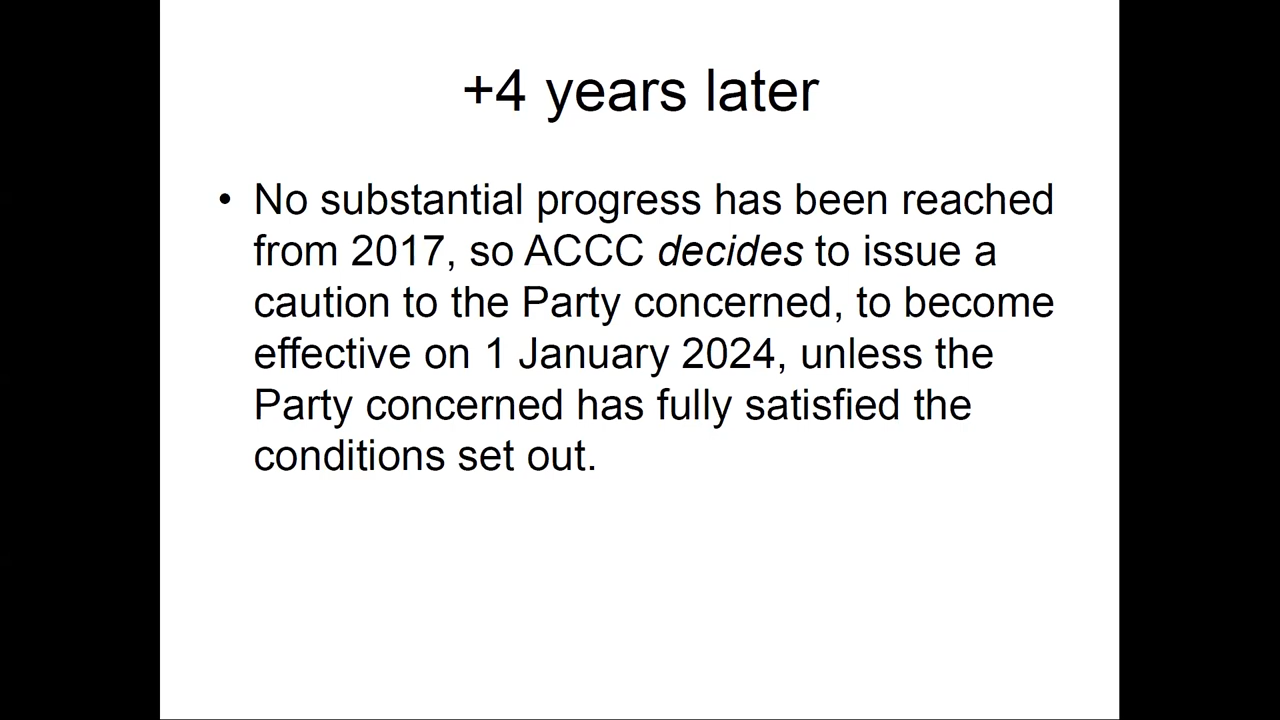 +4 years later
• No substantial progress has been reached
from 2017, so ACCC decides to issue a
caution to the Party concerned, to become
effective on 1 January 2024, unless the
Party concerned has fully satisfied the
conditions set out.